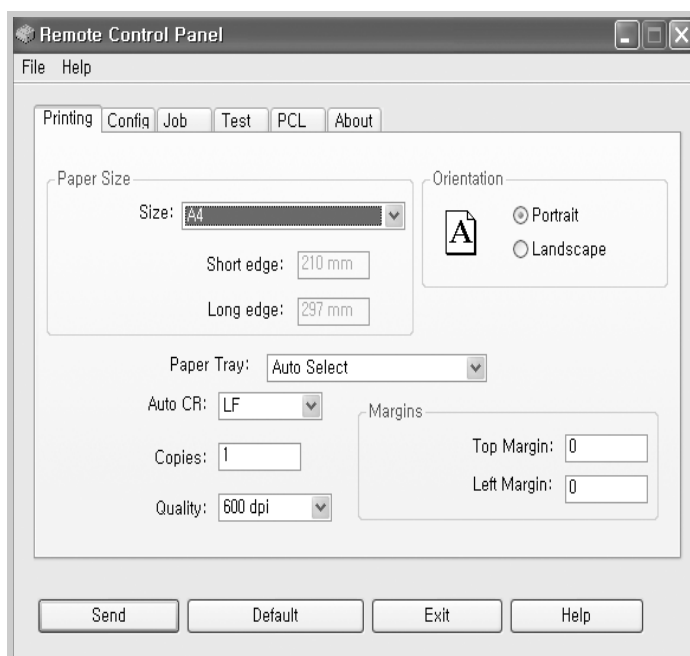 Remote Control Panel
File Help
Printing Config Job Test PCL About
Paper Size
Size: A4
Short edge: 210 mm
Long edge: 297 mm
Orientation
A
Portrait
Landscape
Paper Tray: Auto Select
Auto CR: LF
Copies: 1
Quality: 600 dpi
Margins
Top Margin: 0
Left Margin: 0
Send Default Exit Help